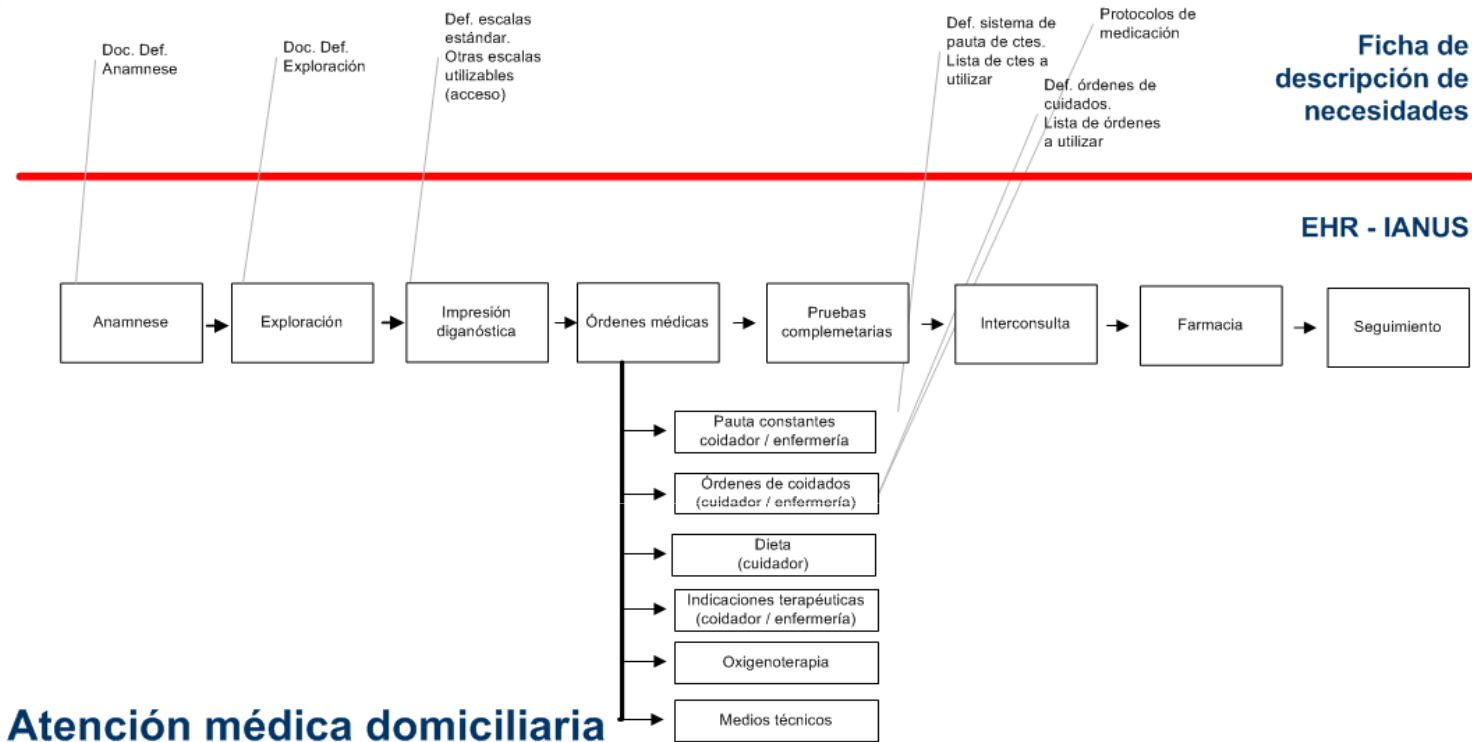 Doc. Def.
Anamnese
Doc. Def.
Exploración
Def. escalas
estándar.
Otras escalas
utilizables
(acceso)
Def. sistema de
pauta de ctes.
Lista de ctes a
utilizar
Protocolos de
medicación
Def. órdenes de
cuidados.
Lista de órdenes
a utilizar
Ficha de
descripción de
necesidades
EHR - IANUS
Anamnese
Exploración
Impresión
diganóstica
Órdenes médicas
Pruebas
complemetarias
Interconsulta
Farmacia
Seguimiento
Pauta constantes
coidador / enfermería
Órdenes de coidados
(cuidador / enfermería)
Dieta
(cuidador)
Indicaciones terapéuticas
(coidador / enfermería)
Oxigenoterapia
Medios técnicos
Atención médica domiciliaria